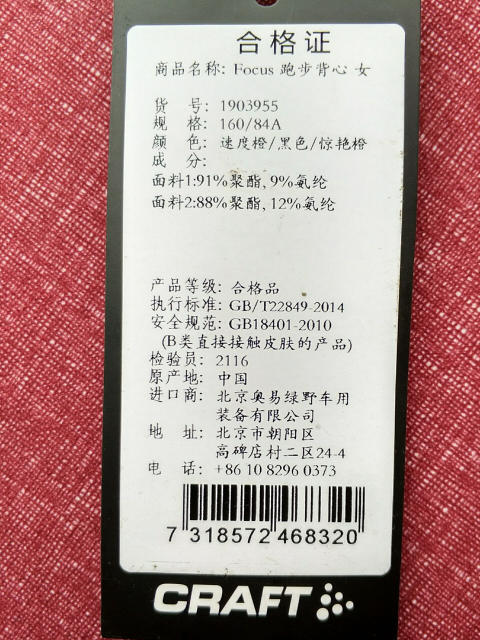 合格证
商品名称: Focus 跑步背心 女
货 号: 1903955
规 格: 160/84A
颜 色: 速度橙/黑色/惊艳橙
成 分:
面料1:91%聚酯, 9%氨纶
面料2:88%聚酯, 12%氨纶
产品等级: 合格品
执行标准: GB/T22849-2014
安全规范: GB18401-2010
(B类直接接触皮肤的产品)
检验员: 2116
原产地: 中国
进口商: 北京奥易绿野车用
装备有限公司
地 址: 北京市朝阳区
高碑店村二区24-4
电 话: +86 10 8296 0373
7 318572 468320
CRAFT